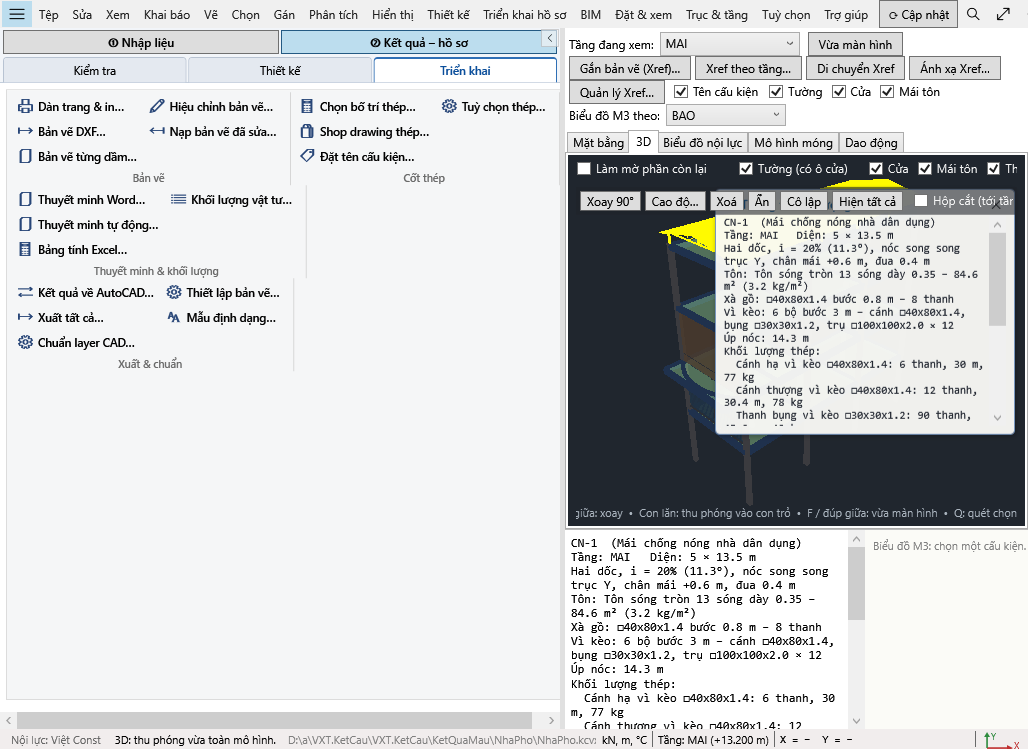 Tệp Sửa Xem Khai báo Vẽ Chọn Gán Phân tích Hiển thị Thiết kế Triển khai hồ sơ BIM Đặt & xem Trục & tầng Tuỳ chọn Trợ giúp Cập nhật
① Nhập liệu
② Kết quả – hồ sơ
Kiểm tra
Thiết kế
Triển khai
Dàn trang & in...
Hiệu chỉnh bản vẽ...
Bản vẽ DXF...
Nạp bản vẽ đã sửa...
Bản vẽ từng dầm...
Bản vẽ
Chọn bố trí thép...
Tuỳ chọn thép...
Shop drawing thép...
Đặt tên cấu kiện...
Cốt thép
Thuyết minh Word...
Khối lượng vật tư...
Thuyết minh tự động...
Bảng tính Excel...
Thuyết minh & khối lượng
Kết quả về AutoCAD...
Thiết lập bản vẽ...
Xuất tất cả...
Mẫu định dạng...
Chuẩn layer CAD...
Xuất & chuẩn
Tầng đang xem: MAI
Vừa màn hình
Gắn bản vẽ (Xref)...
Xref theo tầng...
Di chuyển Xref
Ánh xạ Xref...
Quản lý Xref...
Tên cấu kiện
Tường
Cửa
Mái tôn
Biểu đồ M3 theo: BAO
Mặt bằng
3D
Biểu đồ nội lực
Mô hình móng
Dao động
Làm mờ phần còn lại
Tường (có ô cửa)
Cửa
Mái tôn
Th
Xoay 90°
Cao độ...
Xoá
Ẩn
Cô lập
Hiện tất cả
Hộp cắt (tới tần
CN-1 (Mái chống nóng nhà dân dụng)
Tầng: MAI Diện: 5 × 13.5 m
Hai dốc, i = 20% (11.3°), nóc song song
trục Y, chân mái +0.6 m, đua 0.4 m
Tôn: Tôn sóng tròn 13 sóng dày 0.35 – 84.6
m² (3.2 kg/m²)
Xà gồ: □40x80x1.4 bước 0.8 m – 8 thanh
Vì kèo: 6 bộ bước 3 m – cánh □40x80x1.4,
bụng □30x30x1.2, trụ □100x100x2.0 × 12
Úp nóc: 14.3 m
Khối lượng thép:
Cánh hạ vì kèo □40x80x1.4: 6 thanh, 30 m,
77 kg
Cánh thượng vì kèo □40x80x1.4: 12 thanh,
30.4 m, 78 kg
Thanh bụng vì kèo □30x30x1.2: 90 thanh,
giữa: xoay • Con lăn: thu phóng vào con trỏ • F / đúp giữa: vừa màn hình • Q: quét chọn
CN-1 (Mái chống nóng nhà dân dụng)
Tầng: MAI Diện: 5 × 13.5 m
Hai dốc, i = 20% (11.3°), nóc song song
trục Y, chân mái +0.6 m, đua 0.4 m
Tôn: Tôn sóng tròn 13 sóng dày 0.35 –
84.6 m² (3.2 kg/m²)
Xà gồ: □40x80x1.4 bước 0.8 m – 8 thanh
Vì kèo: 6 bộ bước 3 m – cánh □40x80x1.4,
bụng □30x30x1.2, trụ □100x100x2.0 × 12
Úp nóc: 14.3 m
Khối lượng thép:
Cánh hạ vì kèo □40x80x1.4: 6 thanh, 30
m, 77 kg
Cánh thượng vì kèo □40x80x1.4: 12
Biểu đồ M3: chọn một cấu kiện.
Nội lực: Việt Const 3D: thu phóng vừa toàn mô hình. D:\a\VXT.KetCau\VXT.KetCau\KetQuaMau\NhaPho\NhaPho.kcv: kN, m, °C Tầng: MAI (+13.200 m) X = – Y = – Y X